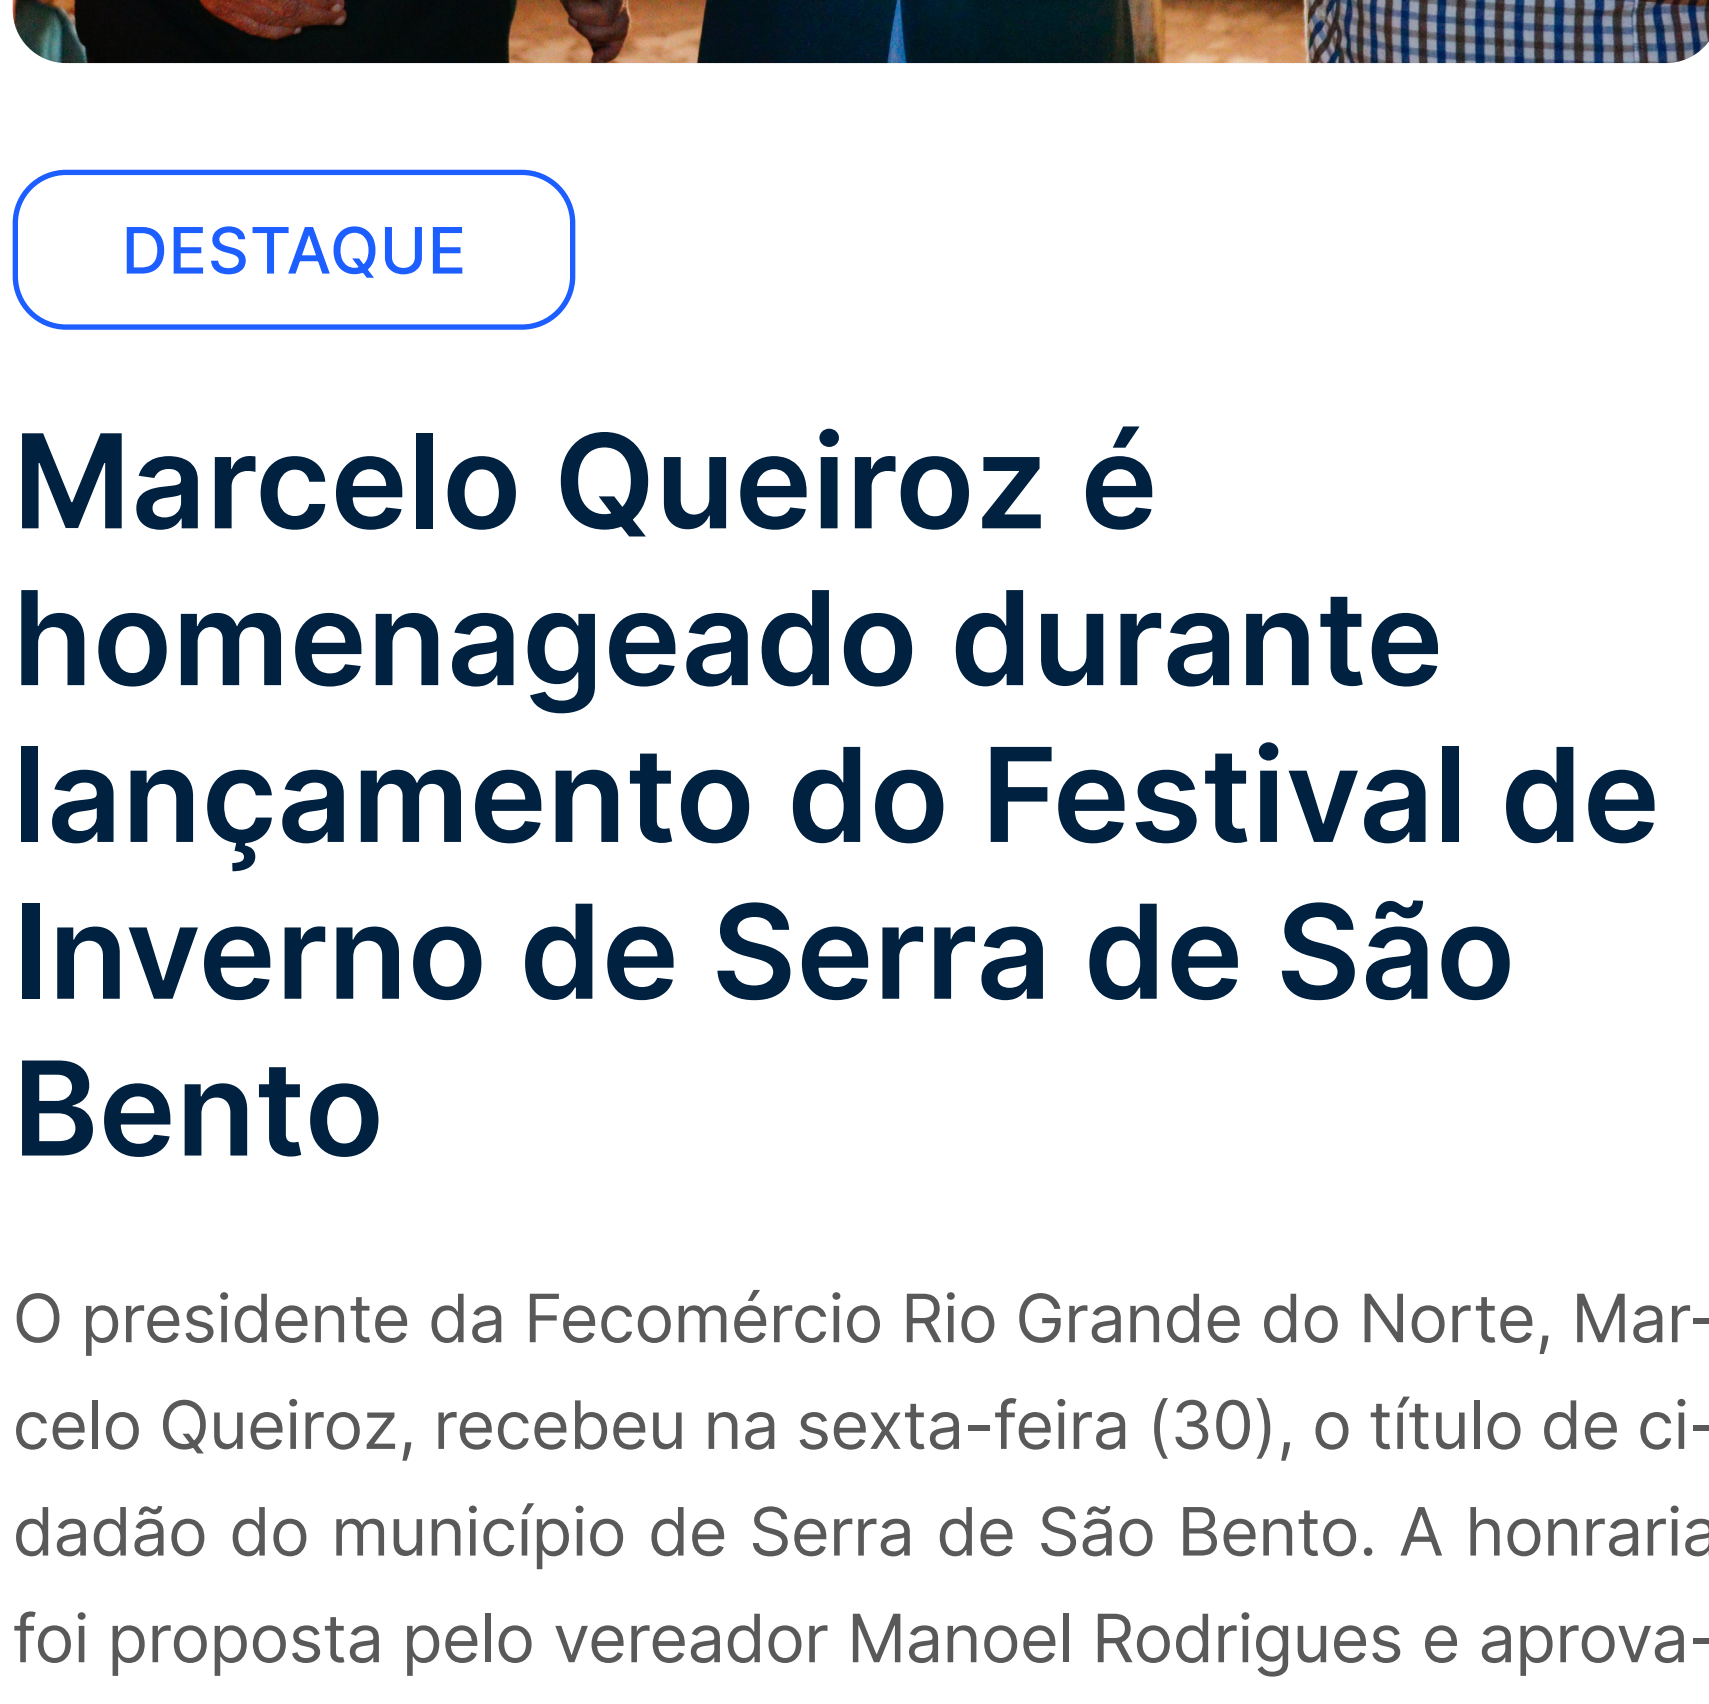 DESTAQUE
Marcelo Queiroz é
homenageado durante
lançamento do Festival de
Inverno de Serra de São
Bento
O presidente da Fecomércio Rio Grande do Norte, Mar-
celo Queiroz, recebeu na sexta-feira (30), o título de ci-
dadão do município de Serra de São Bento. A honraria
foi proposta pelo vereador Manoel Rodrigues e aprova-